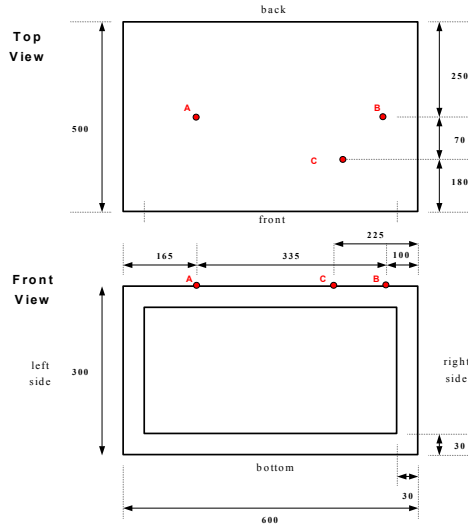 back
Top
View
250
A
B
500
70
C
180
front
225
165
335
100
Front
View
A
C
B
left
side
300
right
side
30
bottom
30
600